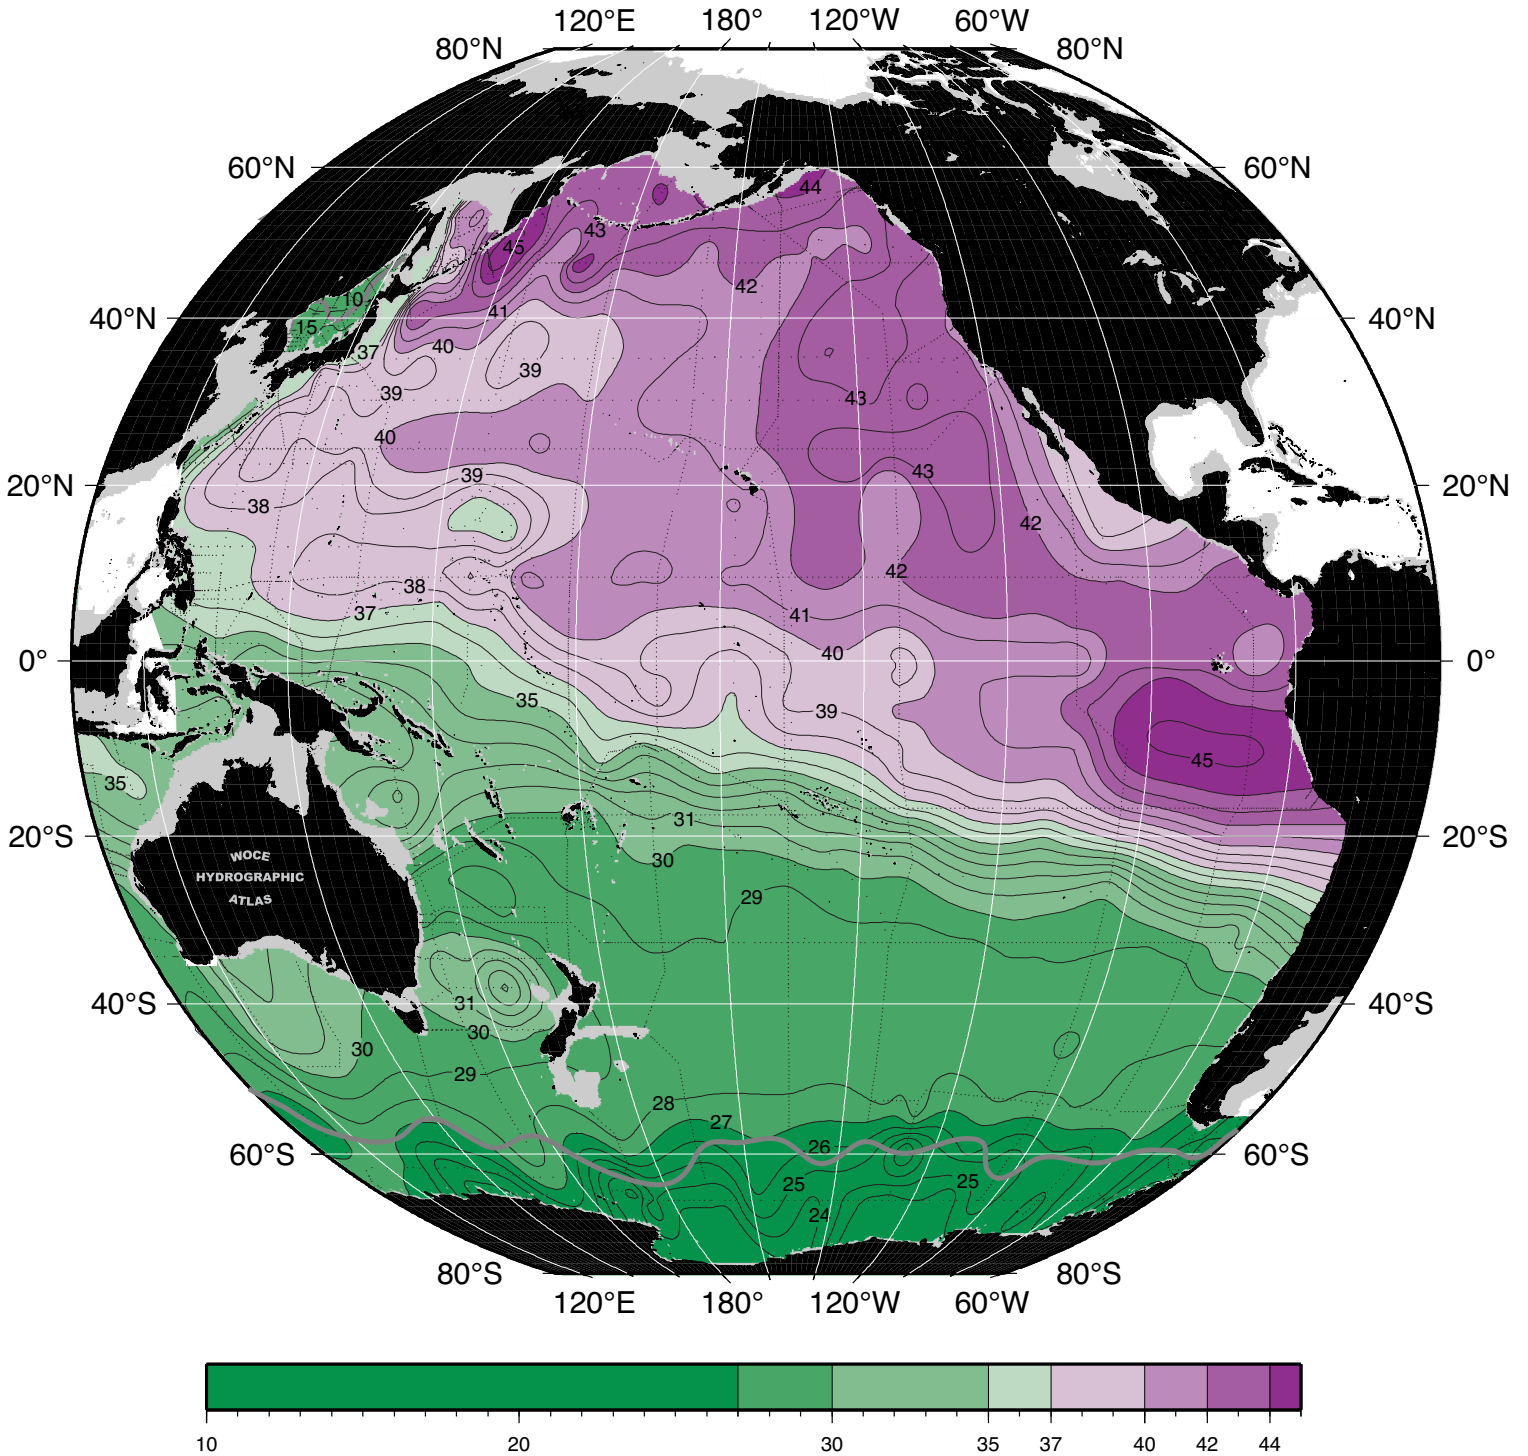 120°E 180° 120°W 60°W
80°N 80°N
60°N 60°N
44
43
45
42
10
41
40°N 15 40°N
37 40
39
39
43
40
39 43
20°N 20°N
38
42
42
38
37 41
40
0° 0°
35 39
45
35
31
20°S 20°S
30
WOCE
HYDROGRAPHIC
ATLAS
29
31
40°S 40°S
30
30
29
28
27
26
60°S 60°S
25 25
24
80°S 80°S
120°E 180° 120°W 60°W
10 20 30 35 37 40 42 44